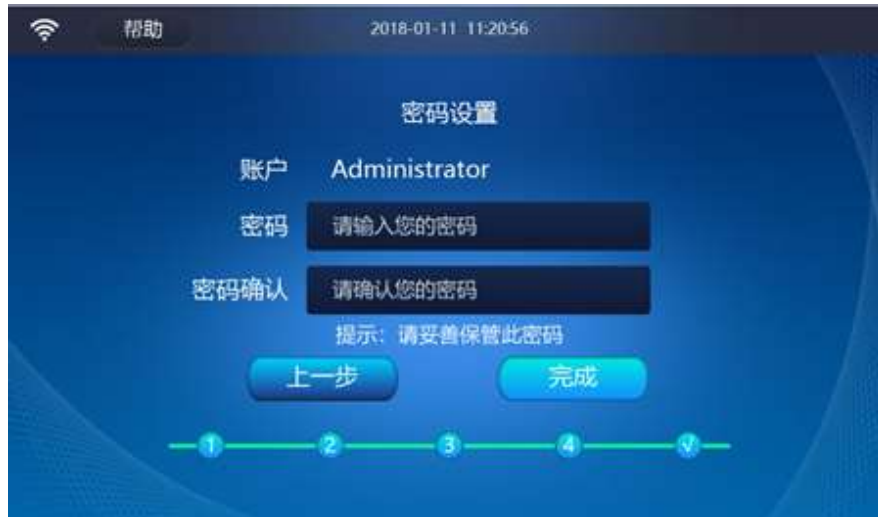 帮助 2018-01-11 11:20:56
密码设置
账户 Administrator
密码 请输入您的密码
密码确认 请确认您的密码
提示：请妥善保管此密码
上一步 完成
1 2 3 4 √